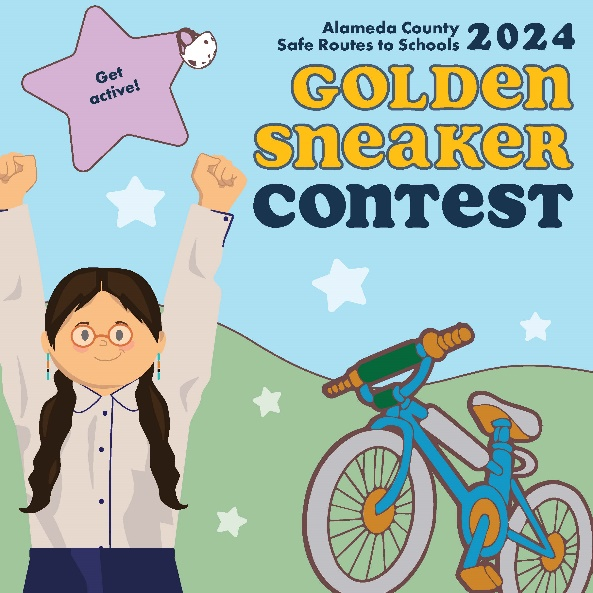 Get
active!
Alameda County
Safe Routes to Schools 2024
GOLDEN
SNEAKER
CONTEST